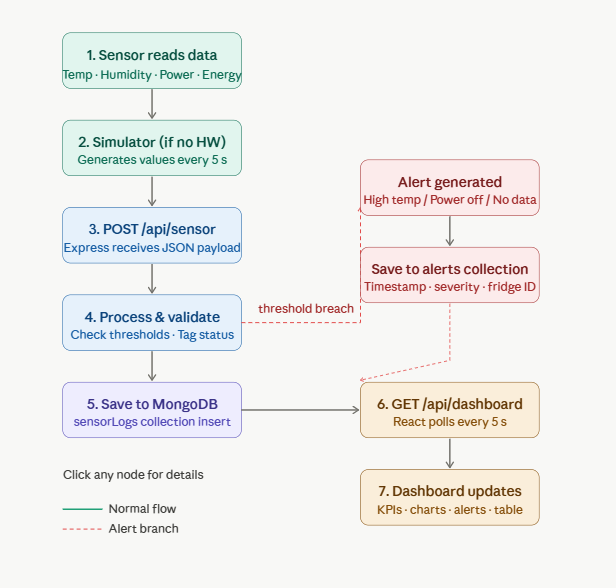 1. Sensor reads data
Temp · Humidity · Power · Energy
2. Simulator (if no HW)
Generates values every 5 s
3. POST /api/sensor
Express receives JSON payload
4. Process & validate
Check thresholds · Tag status
threshold breach
Alert generated
High temp / Power off / No data
Save to alerts collection
Timestamp · severity · fridge ID
5. Save to MongoDB
sensorLogs collection insert
6. GET /api/dashboard
React polls every 5 s
7. Dashboard updates
KPIs · charts · alerts · table
Click any node for details
Normal flow
Alert branch